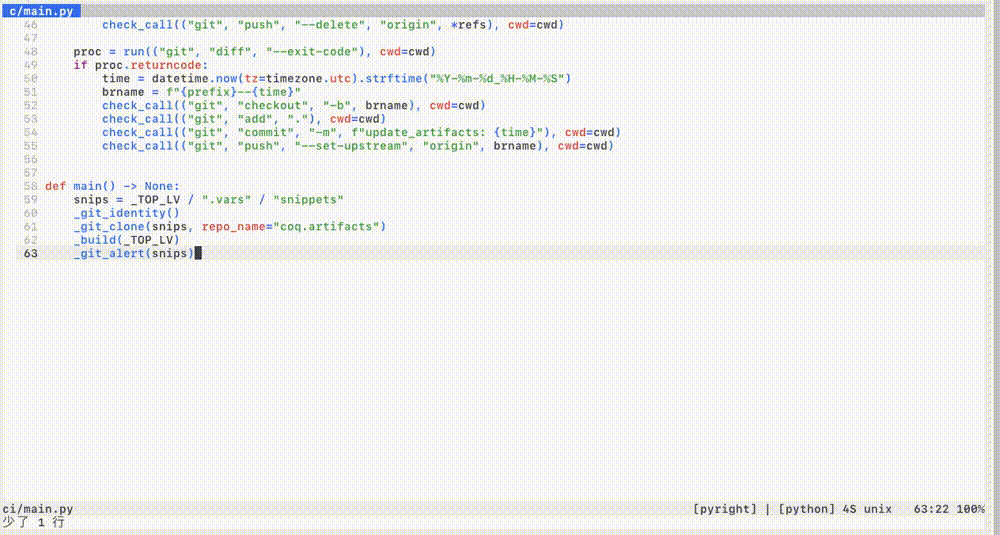 c/main.py
46         check_call(("git", "push", "--delete", "origin", *refs), cwd=cwd)
47
48     proc = run(("git", "diff", "--exit-code"), cwd=cwd)
49     if proc.returncode:
50         time = datetime.now(tz=timezone.utc).strftime("%Y-%m-%d_%H-%M-%S")
51         brname = f"{prefix}--{time}"
52         check_call(("git", "checkout", "-b", brname), cwd=cwd)
53         check_call(("git", "add", "."), cwd=cwd)
54         check_call(("git", "commit", "-m", f"update_artifacts: {time}"), cwd=cwd)
55         check_call(("git", "push", "--set-upstream", "origin", brname), cwd=cwd)
56
57
58 def main() -> None:
59     snips = _TOP_LV / ".vars" / "snippets"
60     _git_identity()
61     _git_clone(snips, repo_name="coq.artifacts")
62     _build(_TOP_LV)
63     _git_alert(snips)
ci/main.py [pyright] | [python] 4S unix 63:22 100%
少了 1 行